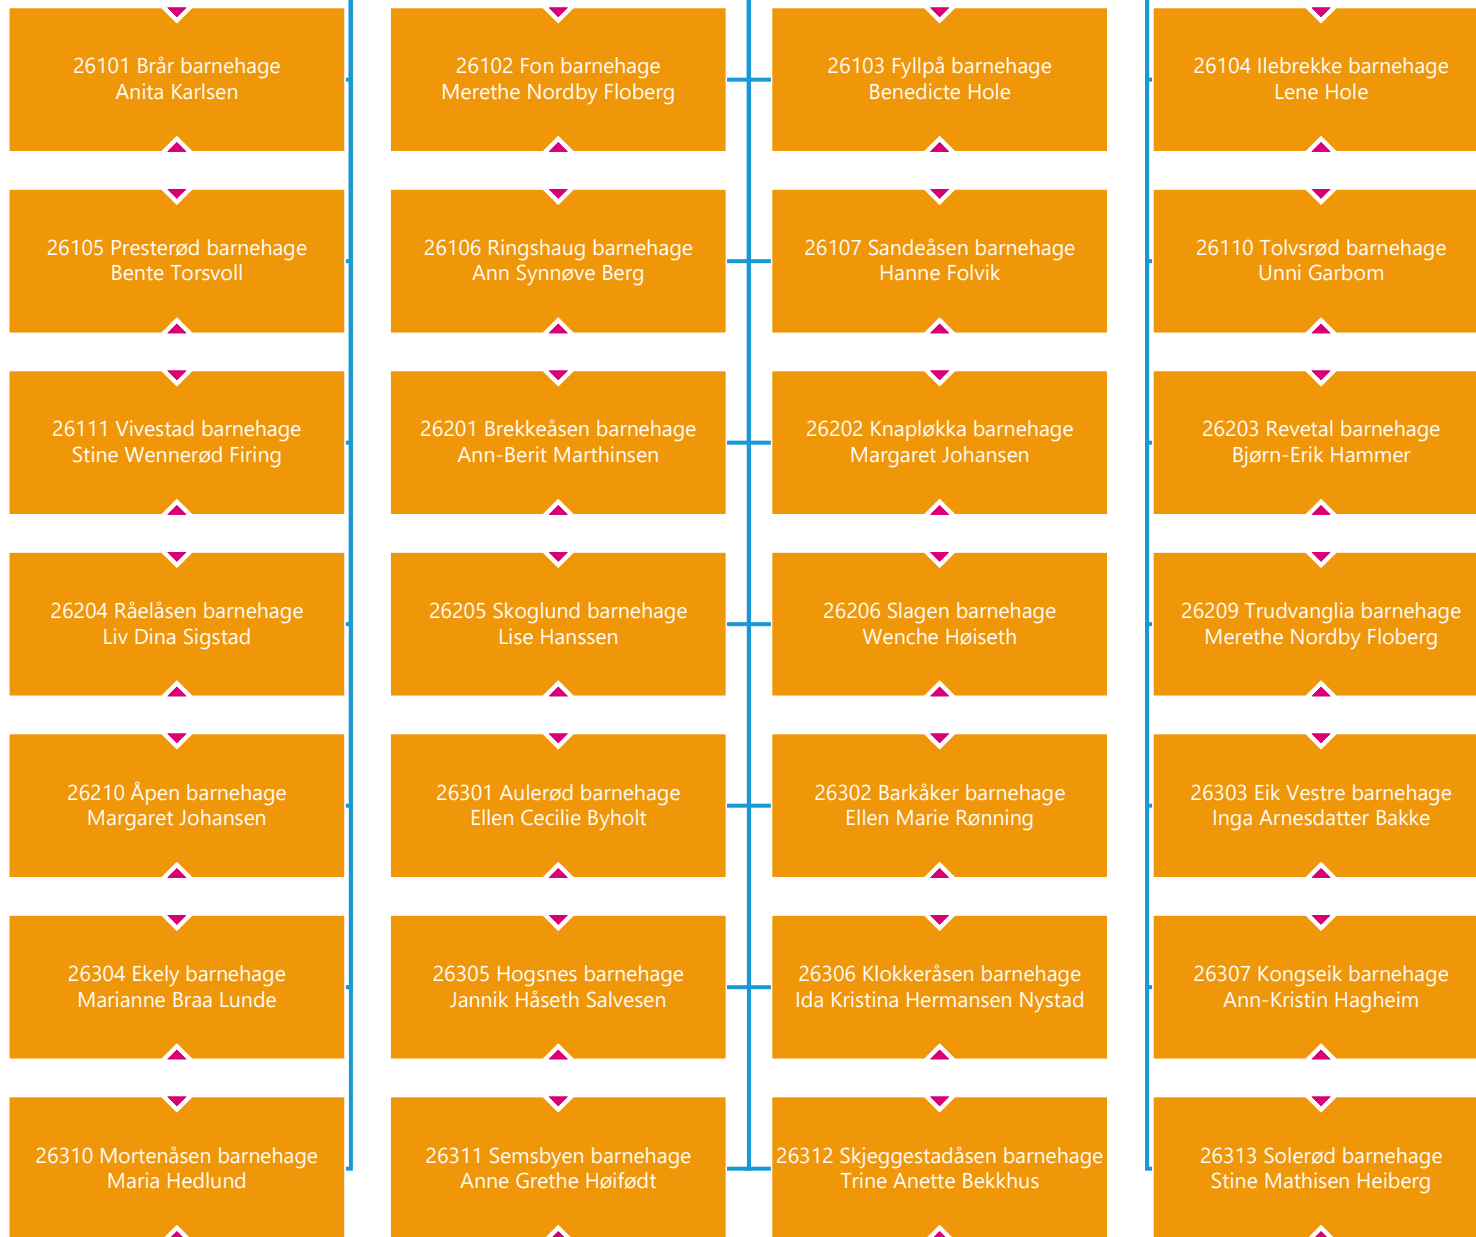 26101 Brår barnehage
Anita Karlsen
26102 Fon barnehage
Merethe Nordby Floberg
26103 Fyllpå barnehage
Benedicte Hole
26104 Ilebrekke barnehage
Lene Hole
26105 Presterød barnehage
Bente Torsvoll
26106 Ringshaug barnehage
Ann Synnøve Berg
26107 Sandeåsen barnehage
Hanne Folvik
26110 Tolvsrød barnehage
Unni Garbom
26111 Vivestad barnehage
Stine Wennerød Firing
26201 Brekkeåsen barnehage
Ann-Berit Marthinsen
26202 Knapløkka barnehage
Margaret Johansen
26203 Revetal barnehage
Bjørn-Erik Hammer
26204 Råelåsen barnehage
Liv Dina Sigstad
26205 Skoglund barnehage
Lise Hanssen
26206 Slagen barnehage
Wenche Høiseth
26209 Trudvanglia barnehage
Merethe Nordby Floberg
26210 Åpen barnehage
Margaret Johansen
26301 Aulerød barnehage
Ellen Cecilie Byholt
26302 Barkåker barnehage
Ellen Marie Rønning
26303 Eik Vestre barnehage
Inga Arnesdatter Bakke
26304 Ekely barnehage
Marianne Braa Lunde
26305 Hogsnes barnehage
Jannik Håseth Salvesen
26306 Klokkeråsen barnehage
Ida Kristina Hermansen Nystad
26307 Kongseik barnehage
Ann-Kristin Hagheim
26310 Mortenåsen barnehage
Maria Hedlund
26311 Semsbyen barnehage
Anne Grethe Høifødt
26312 Skjeggestadåsen barnehage
Trine Anette Bekkhus
26313 Solerød barnehage
Stine Mathisen Heiberg